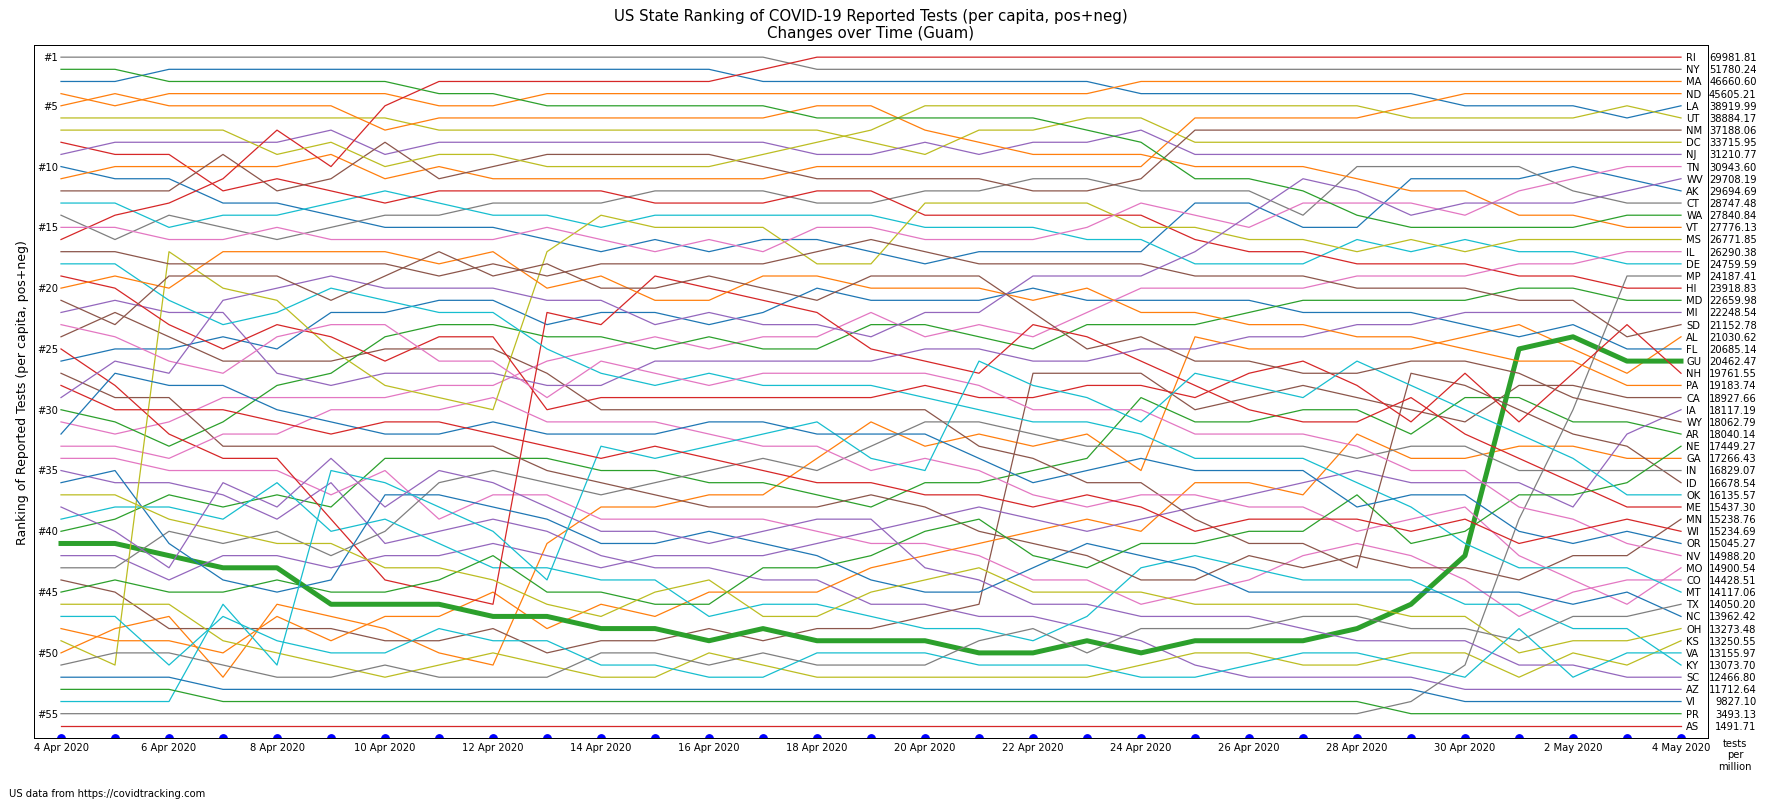 US State Ranking of COVID-19 Reported Tests (per capita, pos+neg)
Changes over Time (Guam)
Ranking of Reported Tests (per capita, pos+neg)
#1
#5
#10
#15
#20
#25
#30
#35
#40
#45
#50
#55
RI 69981.81
NY 51780.24
MA 46660.60
ND 45605.21
LA 38919.99
UT 38884.17
NM 37188.06
DC 33715.95
NJ 31210.77
TN 30943.60
WV 29708.19
AK 29694.69
CT 28747.48
WA 27840.84
VT 27776.13
MS 26771.85
IL 26290.38
DE 24759.59
MP 24187.41
HI 23918.83
MD 22659.98
MI 22248.54
SD 21152.78
AL 21030.62
FL 20685.14
GU 20462.47
NH 19761.55
PA 19183.74
CA 18927.66
IA 18117.19
WY 18062.79
AR 18040.14
NE 17449.27
GA 17266.43
IN 16829.07
ID 16678.54
OK 16135.57
ME 15437.30
MN 15238.76
WI 15234.69
OR 15045.27
NV 14988.20
MO 14900.54
CO 14428.51
MT 14117.06
TX 14050.20
NC 13962.42
OH 13273.48
KS 13250.55
VA 13155.97
KY 13073.70
SC 12466.80
AZ 11712.64
VI 9827.10
PR 3493.13
AS 1491.71
4 Apr 2020 6 Apr 2020 8 Apr 2020 10 Apr 2020 12 Apr 2020 14 Apr 2020 16 Apr 2020 18 Apr 2020 20 Apr 2020 22 Apr 2020 24 Apr 2020 26 Apr 2020 28 Apr 2020 30 Apr 2020 2 May 2020 4 May 2020
tests
per
million
US data from https://covidtracking.com